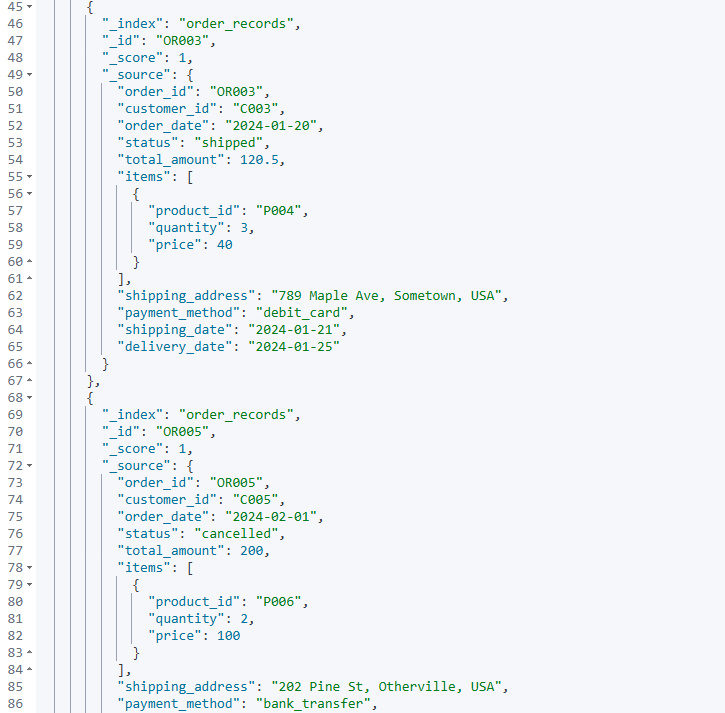 45 {
46 "_index": "order_records",
47 "_id": "OR003",
48 "_score": 1,
49 "_source": {
50 "order_id": "OR003",
51 "customer_id": "C003",
52 "order_date": "2024-01-20",
53 "status": "shipped",
54 "total_amount": 120.5,
55 "items": [
56 {
57 "product_id": "P004",
58 "quantity": 3,
59 "price": 40
60 }
61 ],
62 "shipping_address": "789 Maple Ave, Sometown, USA",
63 "payment_method": "debit_card",
64 "shipping_date": "2024-01-21",
65 "delivery_date": "2024-01-25"
66 }
67 },
68 {
69 "_index": "order_records",
70 "_id": "OR005",
71 "_score": 1,
72 "_source": {
73 "order_id": "OR005",
74 "customer_id": "C005",
75 "order_date": "2024-02-01",
76 "status": "cancelled",
77 "total_amount": 200,
78 "items": [
79 {
80 "product_id": "P006",
81 "quantity": 2,
82 "price": 100
83 }
84 ],
85 "shipping_address": "202 Pine St, Otherville, USA",
86 "payment_method": "bank_transfer",